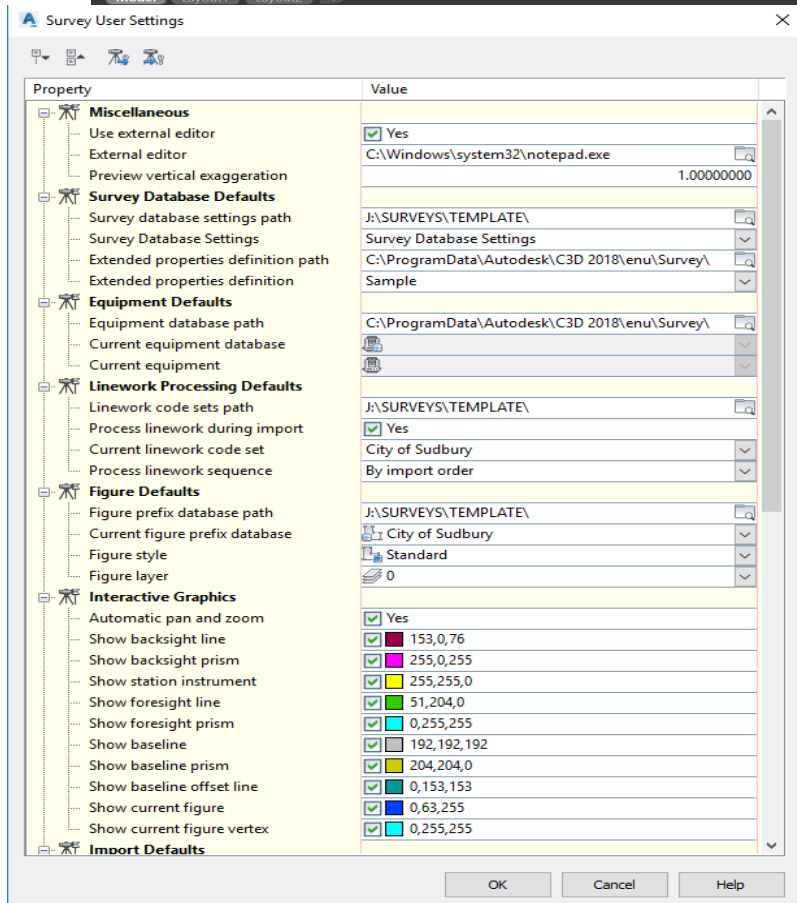 Model Layout1 Layout2 +
Survey User Settings
Property Value
Miscellaneous
Use external editor Yes
External editor C:\Windows\system32\notepad.exe
Preview vertical exaggeration 1.00000000
Survey Database Defaults
Survey database settings path J:\SURVEYS\TEMPLATE\
Survey Database Settings Survey Database Settings
Extended properties definition path C:\ProgramData\Autodesk\C3D 2018\enu\Survey\
Extended properties definition Sample
Equipment Defaults
Equipment database path C:\ProgramData\Autodesk\C3D 2018\enu\Survey\
Current equipment database
Current equipment
Linework Processing Defaults
Linework code sets path J:\SURVEYS\TEMPLATE\
Process linework during import Yes
Current linework code set City of Sudbury
Process linework sequence By import order
Figure Defaults
Figure prefix database path J:\SURVEYS\TEMPLATE\
Current figure prefix database City of Sudbury
Figure style Standard
Figure layer 0
Interactive Graphics
Automatic pan and zoom Yes
Show backsight line 153,0,76
Show backsight prism 255,0,255
Show station instrument 255,255,0
Show foresight line 51,204,0
Show foresight prism 0,255,255
Show baseline 192,192,192
Show baseline prism 204,204,0
Show baseline offset line 0,153,153
Show current figure 0,63,255
Show current figure vertex 0,255,255
Import Defaults
OK Cancel Help